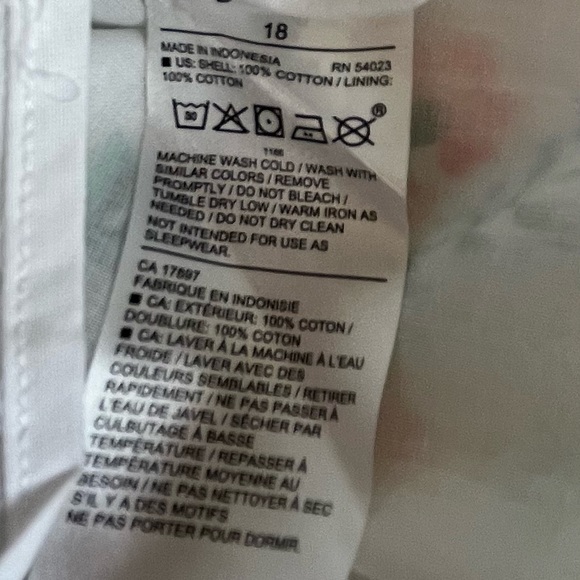 18
MADE IN INDONESIA RN 54023
■ US: SHELL: 100% COTTON / LINING:
100% COTTON
30
®
1166
MACHINE WASH COLD / WASH WITH
SIMILAR COLORS / REMOVE
PROMPTLY / DO NOT BLEACH /
TUMBLE DRY LOW / WARM IRON AS
NEEDED / DO NOT DRY CLEAN
NOT INTENDED FOR USE AS
SLEEPWEAR.
CA 17897
FABRIQUE EN INDONISIE
■ CA: EXTÉRIEUR: 100% COTON /
DOUBLURE: 100% COTON
■ CA: LAVER À LA MACHINE À L'EAU
FROIDE / LAVER AVEC DES
COULEURS SEMBLABLES / RETIRER
RAPIDEMENT / NE PAS PASSER À
L'EAU DE JAVEL / SÉCHER PAR
CULBUTAGE À BASSE
TEMPÉRATURE / REPASSER À
TEMPÉRATURE MOYENNE AU
BESOIN / NE PAS NETTOYER À SEC
S'IL Y A DES MOTIFS
NE PAS PORTER POUR DORMIR.